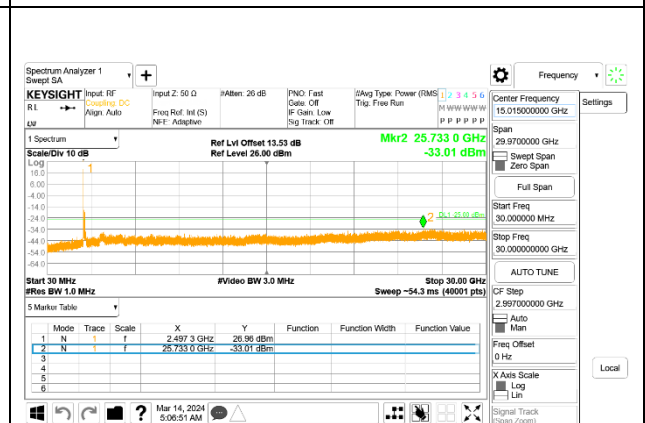 Spectrum Analyzer 1
Swept SA
+
Frequency
KEYSIGHT
Input: RF
Coupling: DC
Align: Auto
Input Z: 50 Ω
Freq Ref: Int (S)
NFE: Adaptive
#Atten: 26 dB
PNO: Fast
Gate: Off
IF Gain: Low
Sig Track: Off
#Avg Type: Power (RMS
Trig: Free Run
1 2 3 4 5 6
M W W W W W
P P P P P P
RL
Center Frequency
15.015000000 GHz
Settings
1 Spectrum
Scale/Div 10 dB
Ref Lvl Offset 13.53 dB
Ref Level 26.00 dBm
Mkr2 25.733 0 GHz
-33.01 dBm
Span
29.9700000 GHz
Swept Span
Zero Span
Full Span
Log
16.0
6.00
-4.00
-14.0
-24.0
-34.0
-44.0
-54.0
-64.0
1
2
Start Freq
30.000000 MHz
Stop Freq
30.00000000 GHz
AUTO TUNE
Start 30 MHz
#Video BW 3.0 MHz
Stop 30.00 GHz
#Res BW 1.0 MHz
Sweep ~54.3 ms (40001 pts)
CF Step
2.997000000 GHz
Auto
Man
5 Marker Table
Mode Trace Scale X Y Function Function Width Function Value
1 N 1 f 2.497 3 GHz 26.96 dBm
2 N 1 f 25.733 0 GHz -33.01 dBm
3
4
5
6
Freq Offset
0 Hz
X Axis Scale
Log
Lin
Local
Signal Track
(Span Zoom)
?
Mar 14, 2024
5:06:51 AM